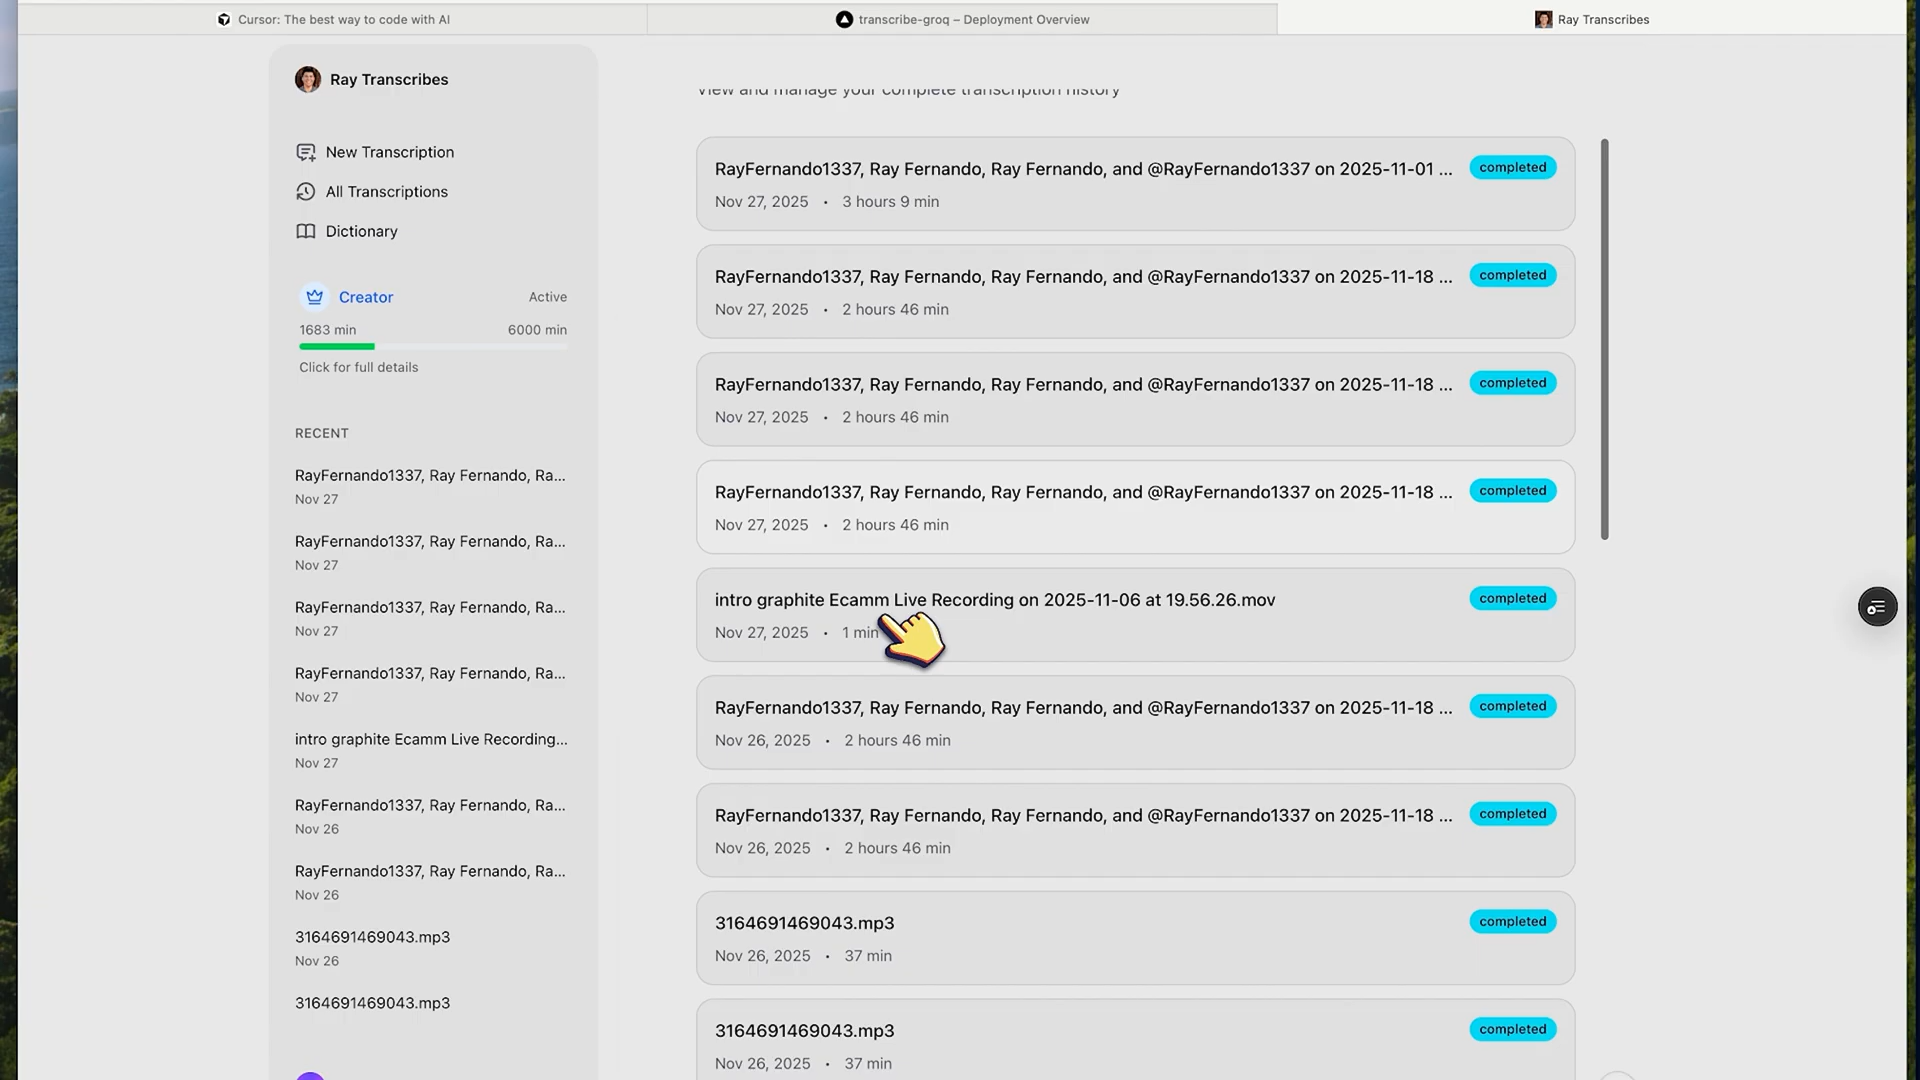 Cursor: The best way to code with AI
transcribe-groq – Deployment Overview
Ray Transcribes
Ray Transcribes
New Transcription
All Transcriptions
Dictionary
Creator
Active
1683 min
6000 min
Click for full details
RECENT
RayFernando1337, Ray Fernando, Ra...
Nov 27
RayFernando1337, Ray Fernando, Ra...
Nov 27
RayFernando1337, Ray Fernando, Ra...
Nov 27
RayFernando1337, Ray Fernando, Ra...
Nov 27
intro graphite Ecamm Live Recording...
Nov 27
RayFernando1337, Ray Fernando, Ra...
Nov 26
RayFernando1337, Ray Fernando, Ra...
Nov 26
3164691469043.mp3
Nov 26
3164691469043.mp3
View and manage your complete transcription history
RayFernando1337, Ray Fernando, Ray Fernando, and @RayFernando1337 on 2025-11-01 ...
completed
Nov 27, 2025 • 3 hours 9 min
RayFernando1337, Ray Fernando, Ray Fernando, and @RayFernando1337 on 2025-11-18 ...
completed
Nov 27, 2025 • 2 hours 46 min
RayFernando1337, Ray Fernando, Ray Fernando, and @RayFernando1337 on 2025-11-18 ...
completed
Nov 27, 2025 • 2 hours 46 min
RayFernando1337, Ray Fernando, Ray Fernando, and @RayFernando1337 on 2025-11-18 ...
completed
Nov 27, 2025 • 2 hours 46 min
intro graphite Ecamm Live Recording on 2025-11-06 at 19.56.26.mov
completed
Nov 27, 2025 • 1 min
RayFernando1337, Ray Fernando, Ray Fernando, and @RayFernando1337 on 2025-11-18 ...
completed
Nov 26, 2025 • 2 hours 46 min
RayFernando1337, Ray Fernando, Ray Fernando, and @RayFernando1337 on 2025-11-18 ...
completed
Nov 26, 2025 • 2 hours 46 min
3164691469043.mp3
completed
Nov 26, 2025 • 37 min
3164691469043.mp3
completed
Nov 26, 2025 • 37 min